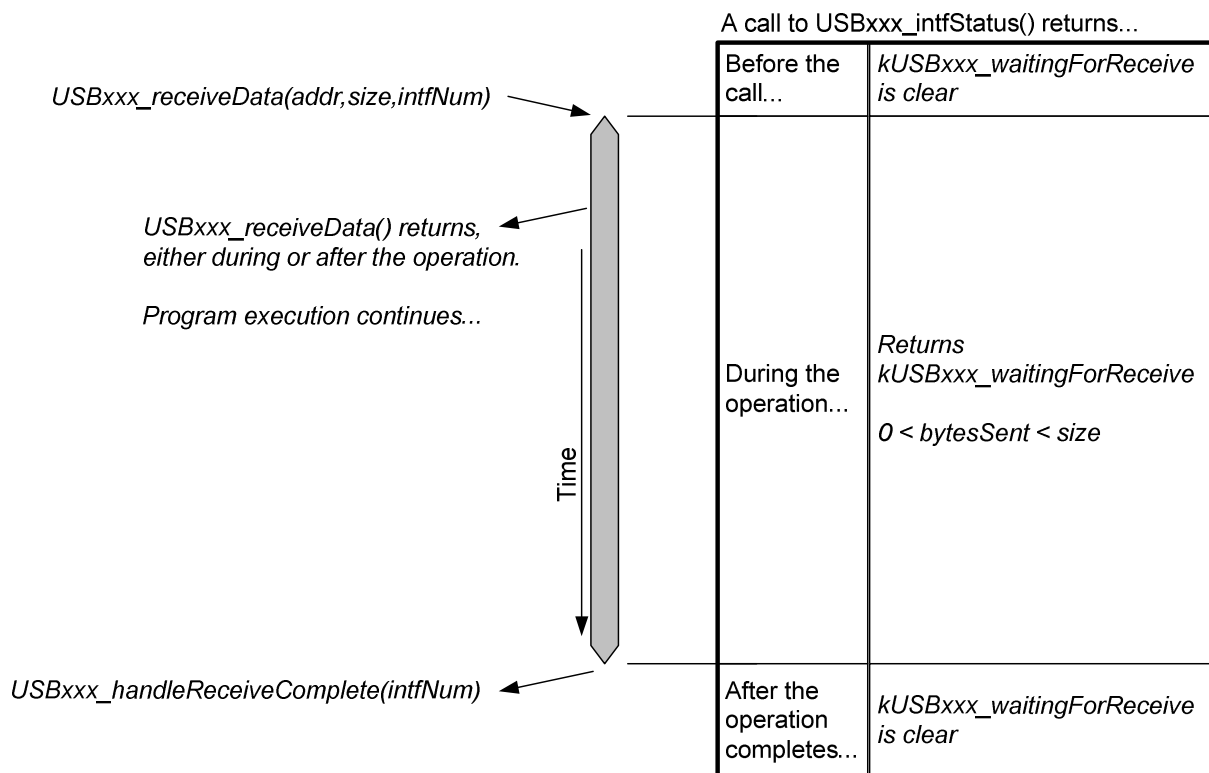 A call to USBxxx_intfStatus() returns...
USBxxx_receiveData(addr,size,intfNum)
USBxxx_receiveData() returns,
either during or after the operation.
Program execution continues...
Time
USBxxx_handleReceiveComplete(intfNum)
Before the
call...
kUSBxxx_waitingForReceive
is clear
During the
operation...
Returns
kUSBxxx_waitingForReceive
0 < bytesSent < size
After the
operation
completes...
kUSBxxx_waitingForReceive
is clear